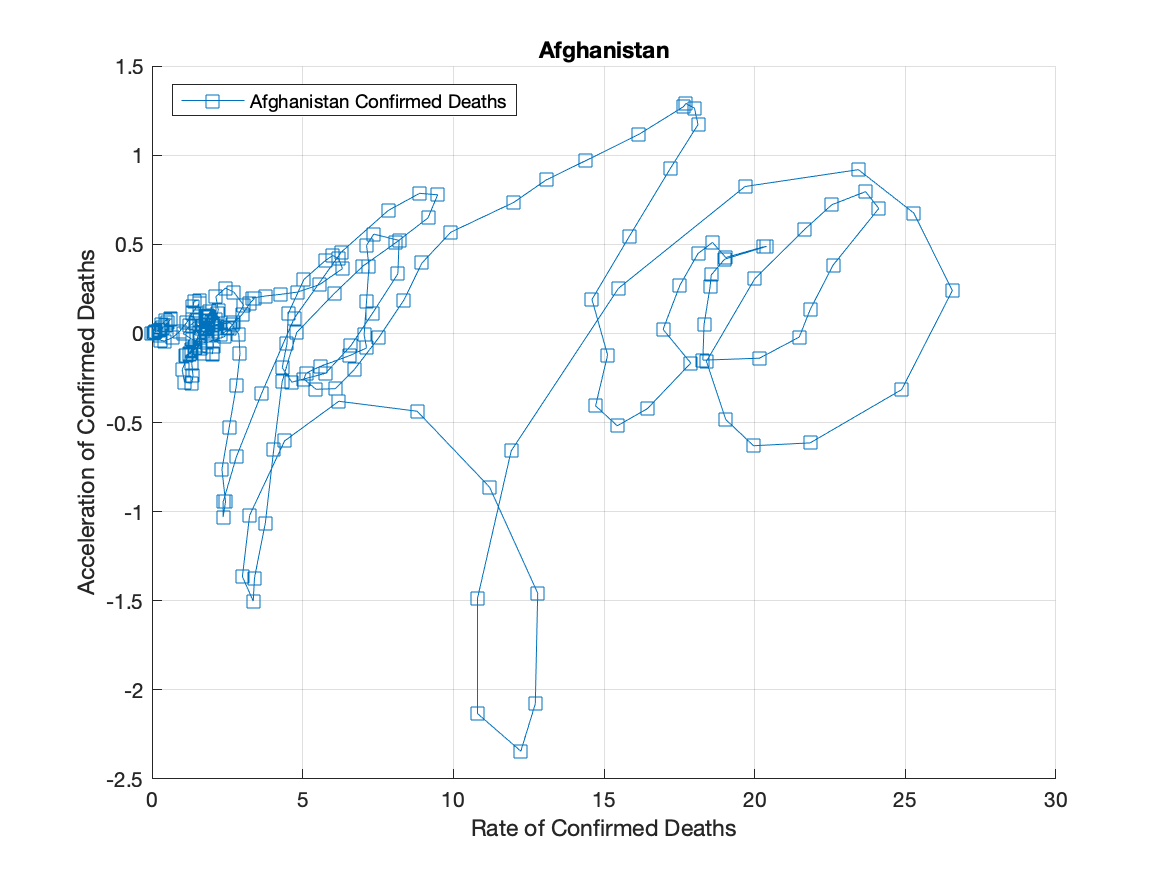 Afghanistan
Afghanistan Confirmed Deaths
1.5
1
0.5
0
-0.5
-1
-1.5
-2
-2.5
Acceleration of Confirmed Deaths
0 5 10 15 20 25 30
Rate of Confirmed Deaths